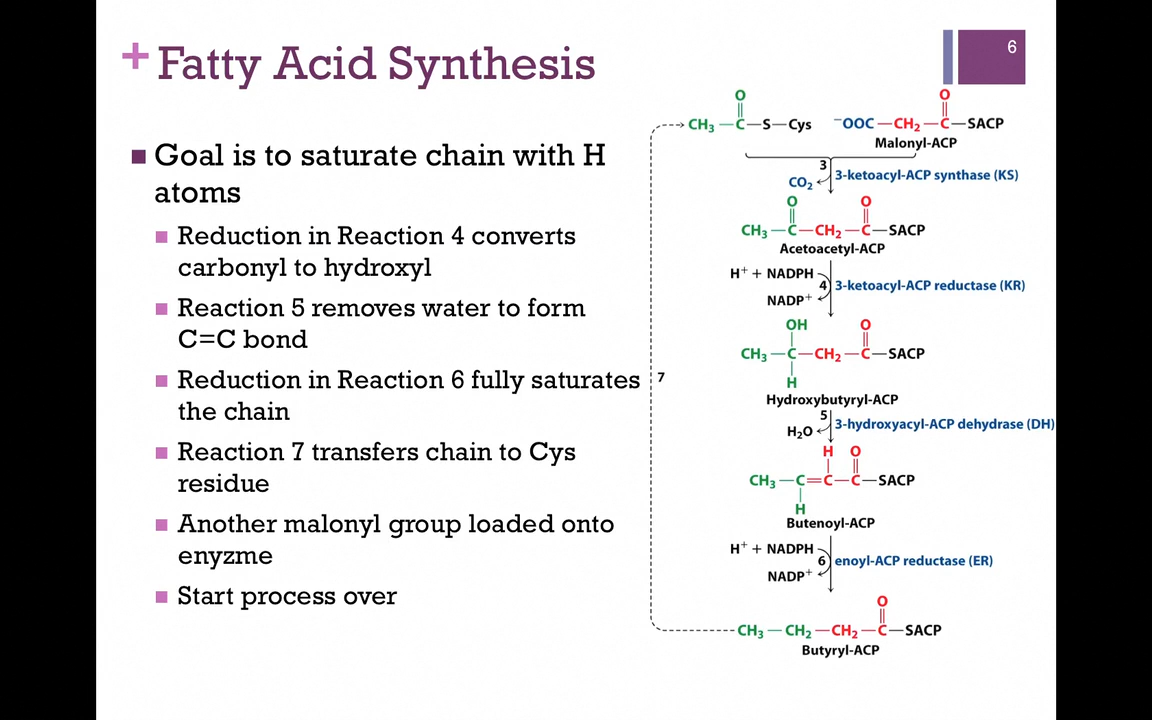 + Fatty Acid Synthesis
6
■ Goal is to saturate chain with H
atoms
■ Reduction in Reaction 4 converts
carbonyl to hydroxyl
■ Reaction 5 removes water to form
C=C bond
■ Reduction in Reaction 6 fully saturates
the chain
■ Reaction 7 transfers chain to Cys
residue
■ Another malonyl group loaded onto
enyzme
■ Start process over
O O
CH₃—C—S—Cys ⁻OOC—CH₂—C—SACP
Malonyl-ACP
3
CO₂ 3-ketoacyl-ACP synthase (KS)
O O
CH₃—C—CH₂—C—SACP
Acetoacetyl-ACP
H⁺ + NADPH
4 3-ketoacyl-ACP reductase (KR)
NADP⁺
OH O
CH₃—C—CH₂—C—SACP
H
7
Hydroxybutyryl-ACP
5
H₂O 3-hydroxyacyl-ACP dehydrase (DH)
H O
CH₃—C=C—C—SACP
H
Butenoyl-ACP
H⁺ + NADPH
6 enoyl-ACP reductase (ER)
NADP⁺
O
CH₃—CH₂—CH₂—C—SACP
Butyryl-ACP